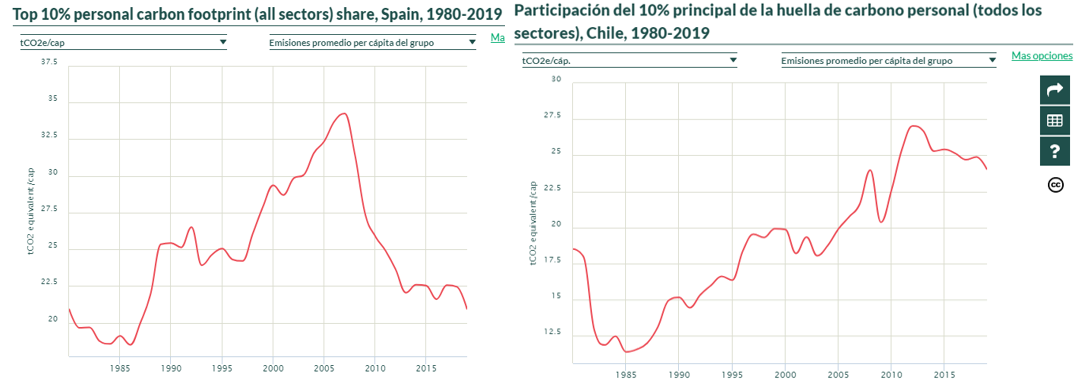 Top 10% personal carbon footprint (all sectors) share, Spain, 1980-2019
tCO2e/cap
Emisiones promedio per cápita del grupo
Ma
37.5
35
32.5
30
27.5
25
22.5
20
tCO2 equivalent/cap
1985
1990
1995
2000
2005
2010
2015
Participación del 10% principal de la huella de carbono personal (todos los
sectores), Chile, 1980-2019
tCO2e/cáp.
Emisiones promedio per cápita del grupo
Mas opciones
30
27.5
25
22.5
20
17.5
15
12.5
tCO2 equivalent/cap
1985
1990
1995
2000
2005
2010
2015
?
cc